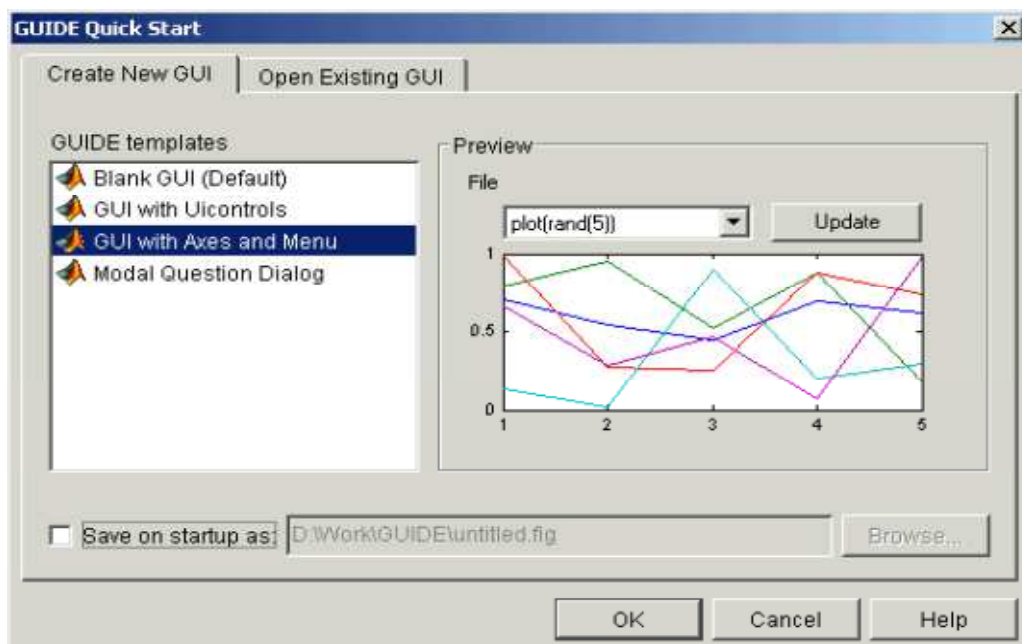 GUIDE Quick Start
Create New GUI
Open Existing GUI
GUIDE templates
Blank GUI (Default)
GUI with Uicontrols
GUI with Axes and Menu
Modal Question Dialog
Preview
File
plot(rand(5))
Update
1
0.5
0
1 2 3 4 5
Save on startup as:
D:\Work\GUIDE\untitled.fig
Browse...
OK
Cancel
Help